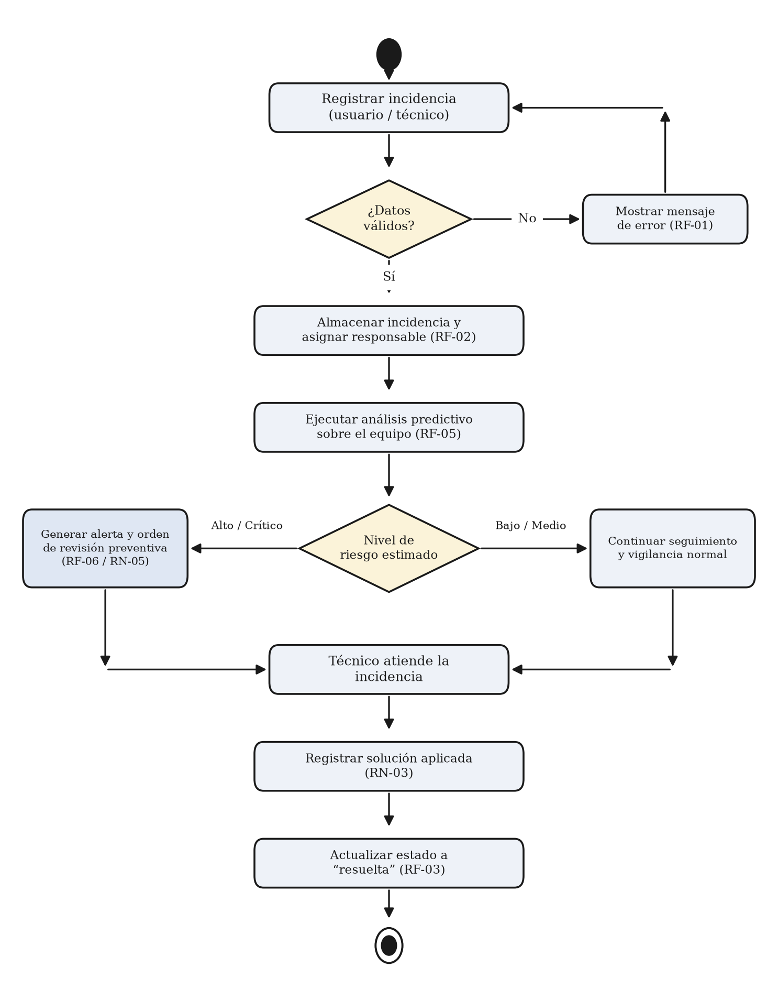 Registrar incidencia
(usuario / técnico)
¿Datos
válidos?
No
Mostrar mensaje
de error (RF-01)
Sí
Almacenar incidencia y
asignar responsable (RF-02)
Ejecutar análisis predictivo
sobre el equipo (RF-05)
Generar alerta y orden
de revisión preventiva
(RF-06 / RN-05)
Alto / Crítico
Nivel de
riesgo estimado
Bajo / Medio
Continuar seguimiento
y vigilancia normal
Técnico atiende la
incidencia
Registrar solución aplicada
(RN-03)
Actualizar estado a
“resuelta” (RF-03)